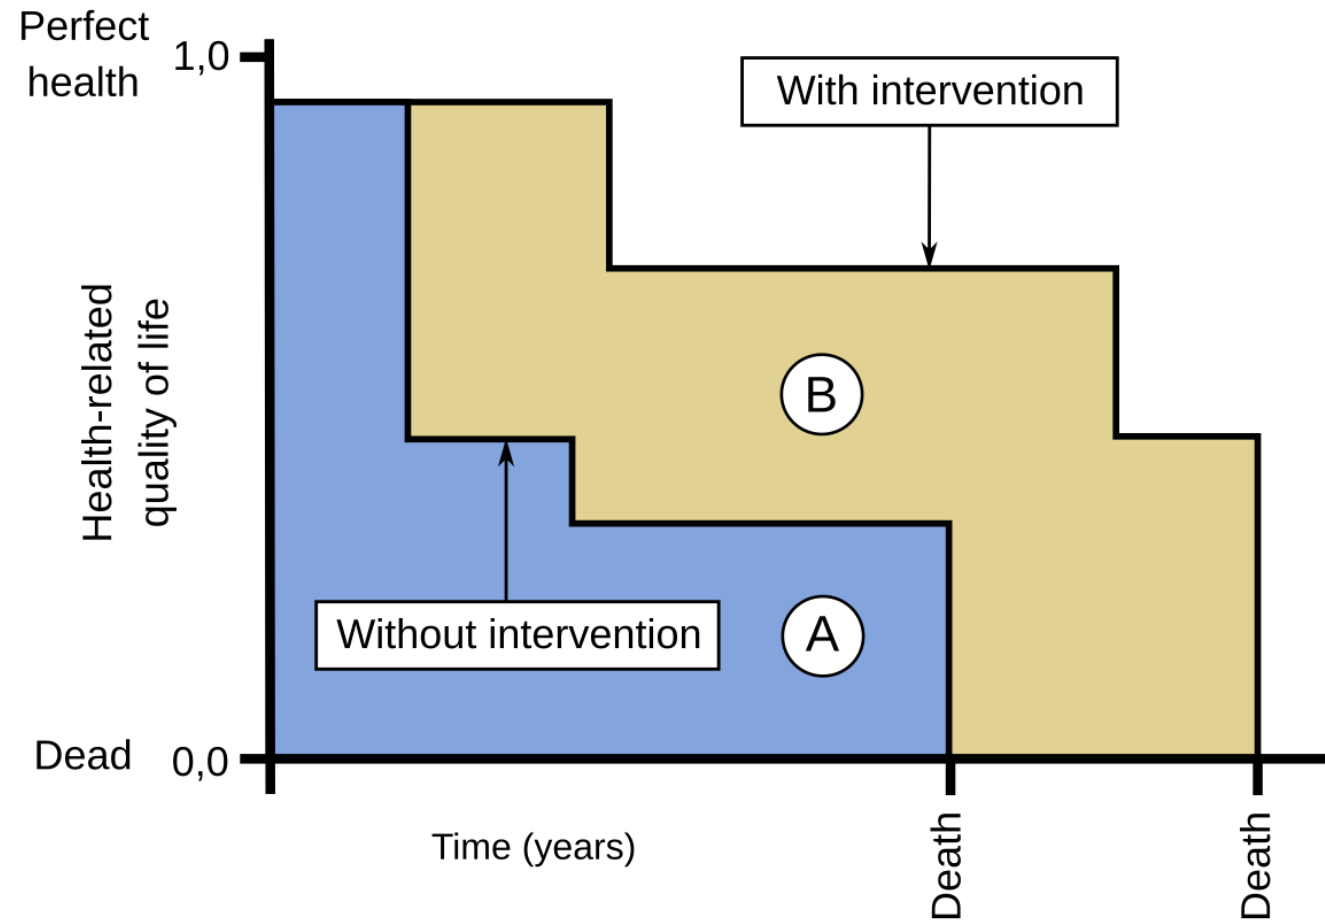 Perfect
health
1,0
With intervention
Health-related
quality of life
B
Without intervention
A
Dead
0,0
Time (years)
Death
Death